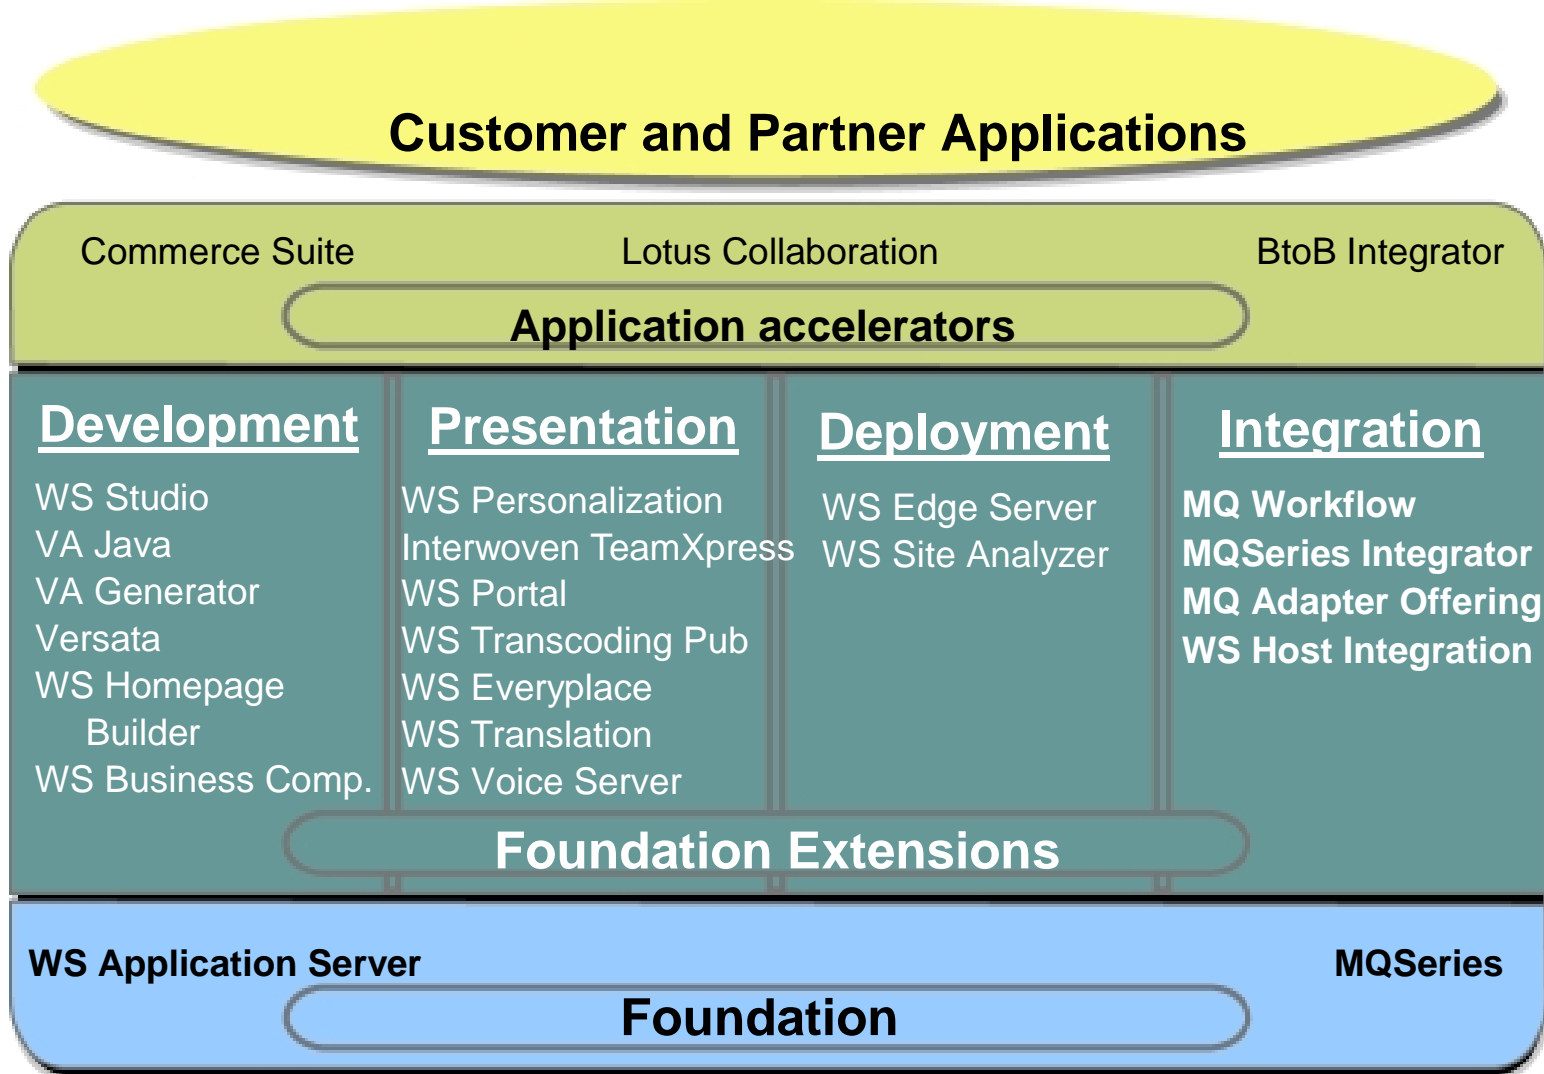 Customer and Partner Applications
Commerce Suite
Lotus Collaboration
BtoB Integrator
Application accelerators
Development
WS Studio
VA Java
VA Generator
Versata
WS Homepage
Builder
WS Business Comp.
Presentation
WS Personalization
Interwoven TeamXpress
WS Portal
WS Transcoding Pub
WS Everyplace
WS Translation
WS Voice Server
Deployment
WS Edge Server
WS Site Analyzer
Integration
MQ Workflow
MQSeries Integrator
MQ Adapter Offering
WS Host Integration
Foundation Extensions
WS Application Server
MQSeries
Foundation